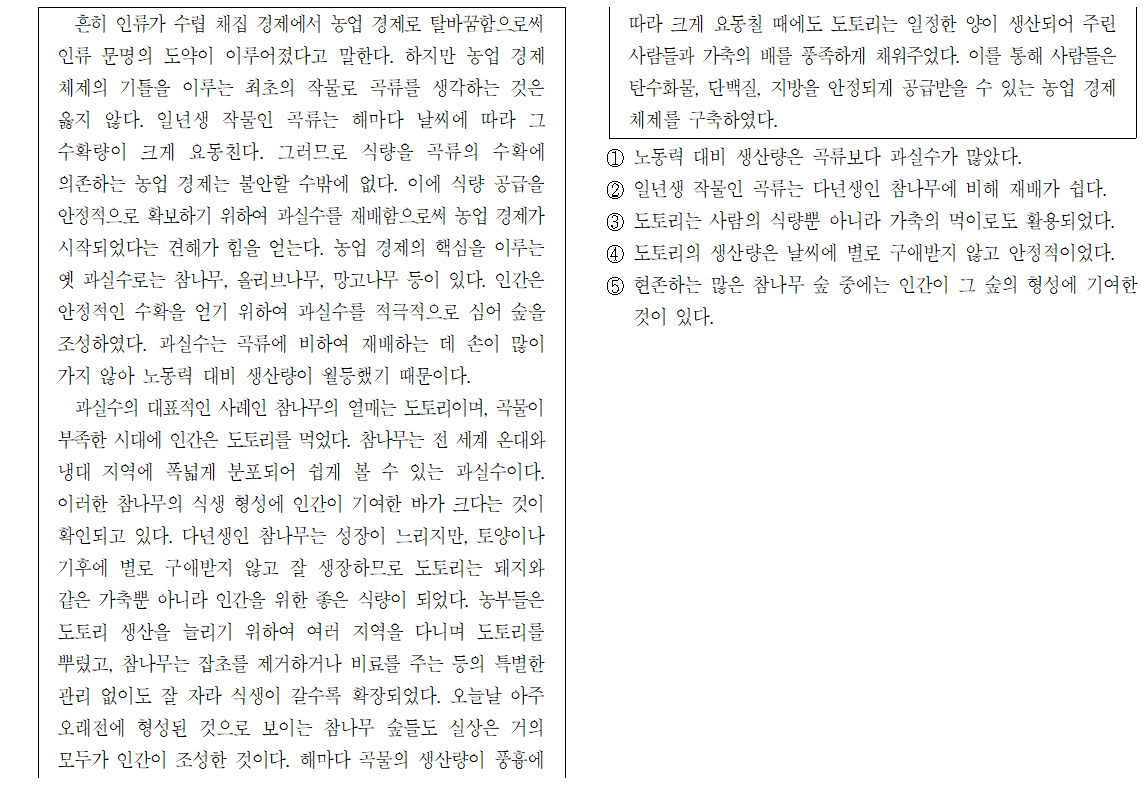 흔히 인류가 수렵 채집 경제에서 농업 경제로 탈바꿈함으로써
인류 문명의 도약이 이루어졌다고 말한다. 하지만 농업 경제
체제의 기틀을 이루는 최초의 작물로 곡류를 생각하는 것은
옳지 않다. 일년생 작물인 곡류는 해마다 날씨에 따라 그
수확량이 크게 요동친다. 그러므로 식량을 곡류의 수확에
의존하는 농업 경제는 불안할 수밖에 없다. 이에 식량 공급을
안정적으로 확보하기 위하여 과실수를 재배함으로써 농업 경제가
시작되었다는 견해가 힘을 얻는다. 농업 경제의 핵심을 이루는
옛 과실수로는 참나무, 올리브나무, 망고나무 등이 있다. 인간은
안정적인 수확을 얻기 위하여 과실수를 적극적으로 심어 숲을
조성하였다. 과실수는 곡류에 비하여 재배하는 데 손이 많이
가지 않아 노동력 대비 생산량이 월등했기 때문이다.
과실수의 대표적인 사례인 참나무의 열매는 도토리이며, 곡물이
부족한 시대에 인간은 도토리를 먹었다. 참나무는 전 세계 온대와
냉대 지역에 폭넓게 분포되어 쉽게 볼 수 있는 과실수이다.
이러한 참나무의 식생 형성에 인간이 기여한 바가 크다는 것이
확인되고 있다. 다년생인 참나무는 성장이 느리지만, 토양이나
기후에 별로 구애받지 않고 잘 생장하므로 도토리는 돼지와
같은 가축뿐 아니라 인간을 위한 좋은 식량이 되었다. 농부들은
도토리 생산을 늘리기 위하여 여러 지역을 다니며 도토리를
뿌렸고, 참나무는 잡초를 제거하거나 비료를 주는 등의 특별한
관리 없이도 잘 자라 식생이 갈수록 확장되었다. 오늘날 아주
오래전에 형성된 것으로 보이는 참나무 숲들도 실상은 거의
모두가 인간이 조성한 것이다. 해마다 곡물의 생산량이 풍흉에
따라 크게 요동칠 때에도 도토리는 일정한 양이 생산되어 주린
사람들과 가축의 배를 풍족하게 채워주었다. 이를 통해 사람들은
탄수화물, 단백질, 지방을 안정되게 공급받을 수 있는 농업 경제
체제를 구축하였다.
① 노동력 대비 생산량은 곡류보다 과실수가 많았다.
② 일년생 작물인 곡류는 다년생인 참나무에 비해 재배가 쉽다.
③ 도토리는 사람의 식량뿐 아니라 가축의 먹이로도 활용되었다.
④ 도토리의 생산량은 날씨에 별로 구애받지 않고 안정적이었다.
⑤ 현존하는 많은 참나무 숲 중에는 인간이 그 숲의 형성에 기여한
것이 있다.